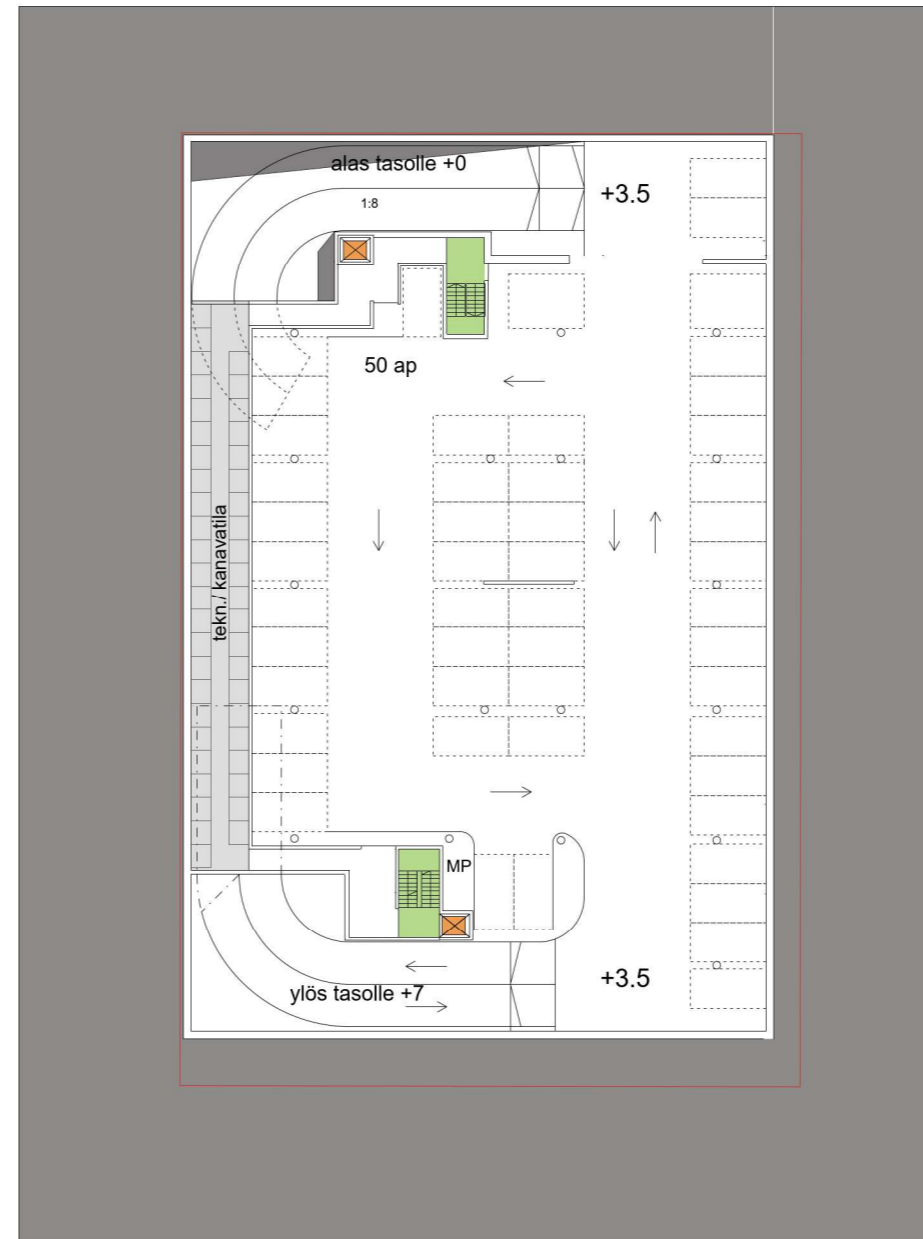 alas tasolle +0
+3.5
1:8
50 ap
tekn./ kanavatila
MP
+3.5
ylös tasolle +7